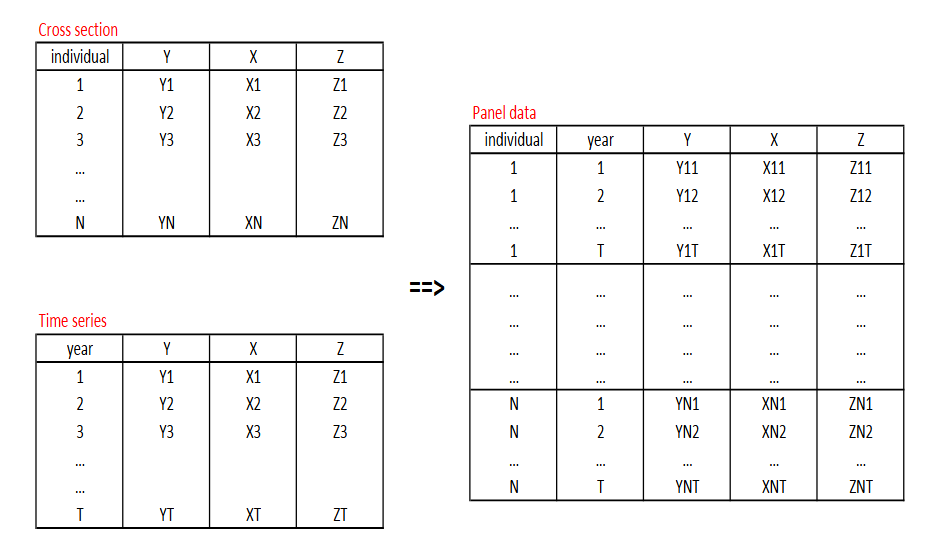 Cross section
individual Y X Z
1 Y1 X1 Z1
2 Y2 X2 Z2
3 Y3 X3 Z3
...
...
N YN XN ZN
Time series
year Y X Z
1 Y1 X1 Z1
2 Y2 X2 Z2
3 Y3 X3 Z3
...
...
T YT XT ZT
==>
Panel data
individual year Y X Z
1 1 Y11 X11 Z11
1 2 Y12 X12 Z12
... ... ... ... ...
1 T Y1T X1T Z1T
... ... ... ... ...
... ... ... ... ...
... ... ... ... ...
... ... ... ... ...
N 1 YN1 XN1 ZN1
N 2 YN2 XN2 ZN2
... ... ... ... ...
N T YNT XNT ZNT